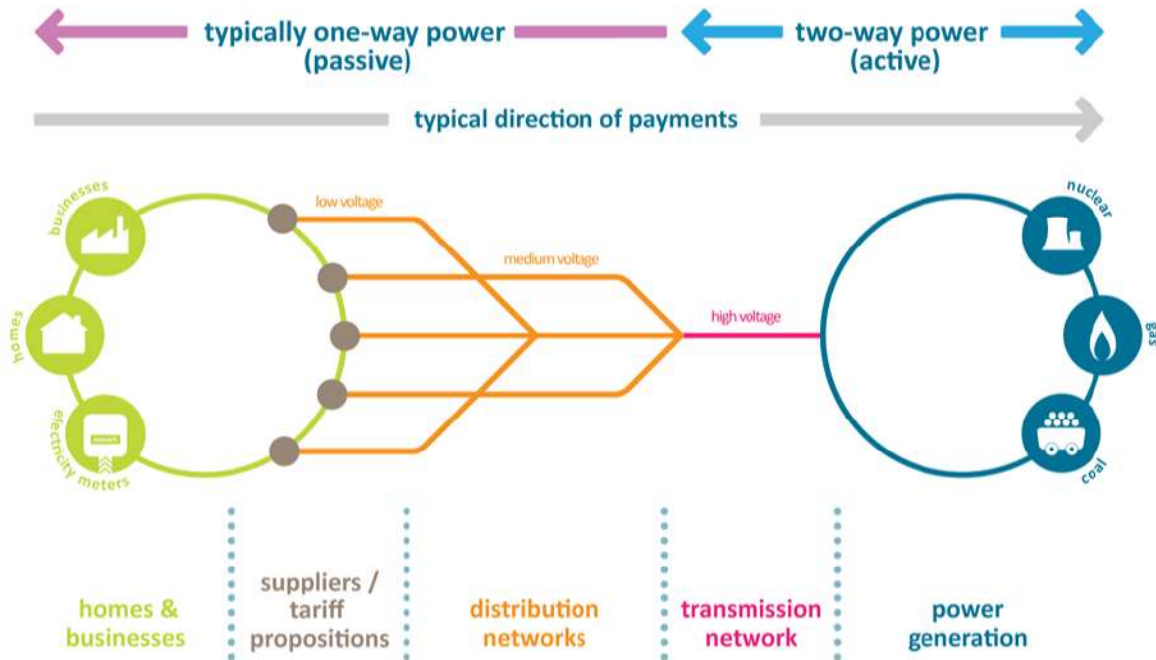 typically one-way power
(passive)
two-way power
(active)
typical direction of payments
businesses
homes
electricity meters
low voltage
medium voltage
high voltage
nuclear
gas
coal
homes &
businesses
suppliers /
tariff
propositions
distribution
networks
transmission
network
power
generation